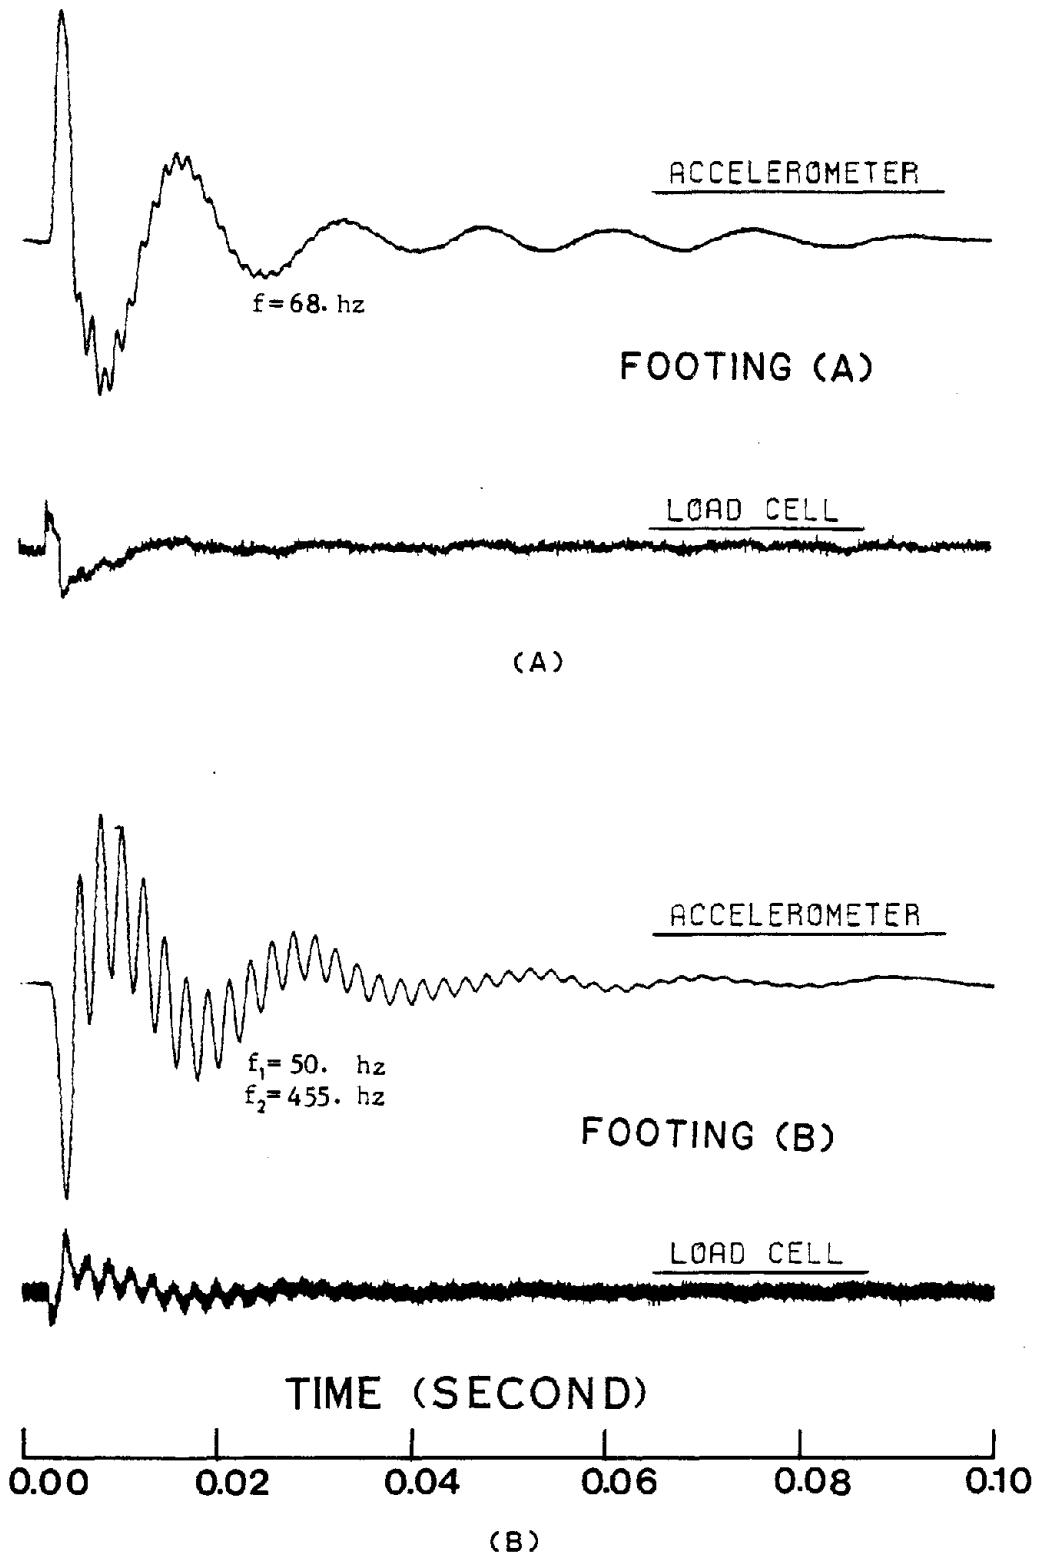 ACCELEROMETER
f=68. hz
FOOTING (A)
LOAD CELL
(A)
ACCELEROMETER
f₁=50. hz
f₂=455. hz
FOOTING (B)
LOAD CELL
TIME (SECOND)
0.00 0.02 0.04 0.06 0.08 0.10
(B)